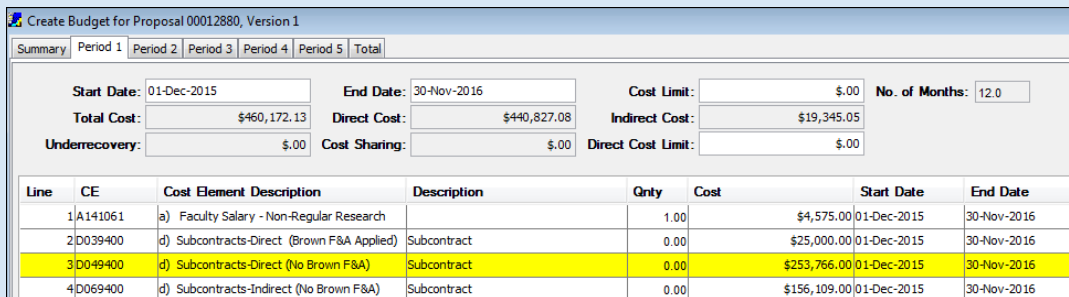 Create Budget for Proposal 00012880, Version 1
Summary Period 1 Period 2 Period 3 Period 4 Period 5 Total
Start Date: 01-Dec-2015 End Date: 30-Nov-2016 Cost Limit: $.00 No. of Months: 12.0
Total Cost: $460,172.13 Direct Cost: $440,827.08 Indirect Cost: $19,345.05
Underrecovery: $.00 Cost Sharing: $.00 Direct Cost Limit: $.00
Line CE Cost Element Description Description Qnty Cost Start Date End Date
1 A141061 a) Faculty Salary - Non-Regular Research 1.00 $4,575.00 01-Dec-2015 30-Nov-2016
2 D039400 d) Subcontracts-Direct (Brown F&A Applied) Subcontract 0.00 $25,000.00 01-Dec-2015 30-Nov-2016
3 D049400 d) Subcontracts-Direct (No Brown F&A) Subcontract 0.00 $253,766.00 01-Dec-2015 30-Nov-2016
4 D069400 d) Subcontracts-Indirect (No Brown F&A) Subcontract 0.00 $156,109.00 01-Dec-2015 30-Nov-2016